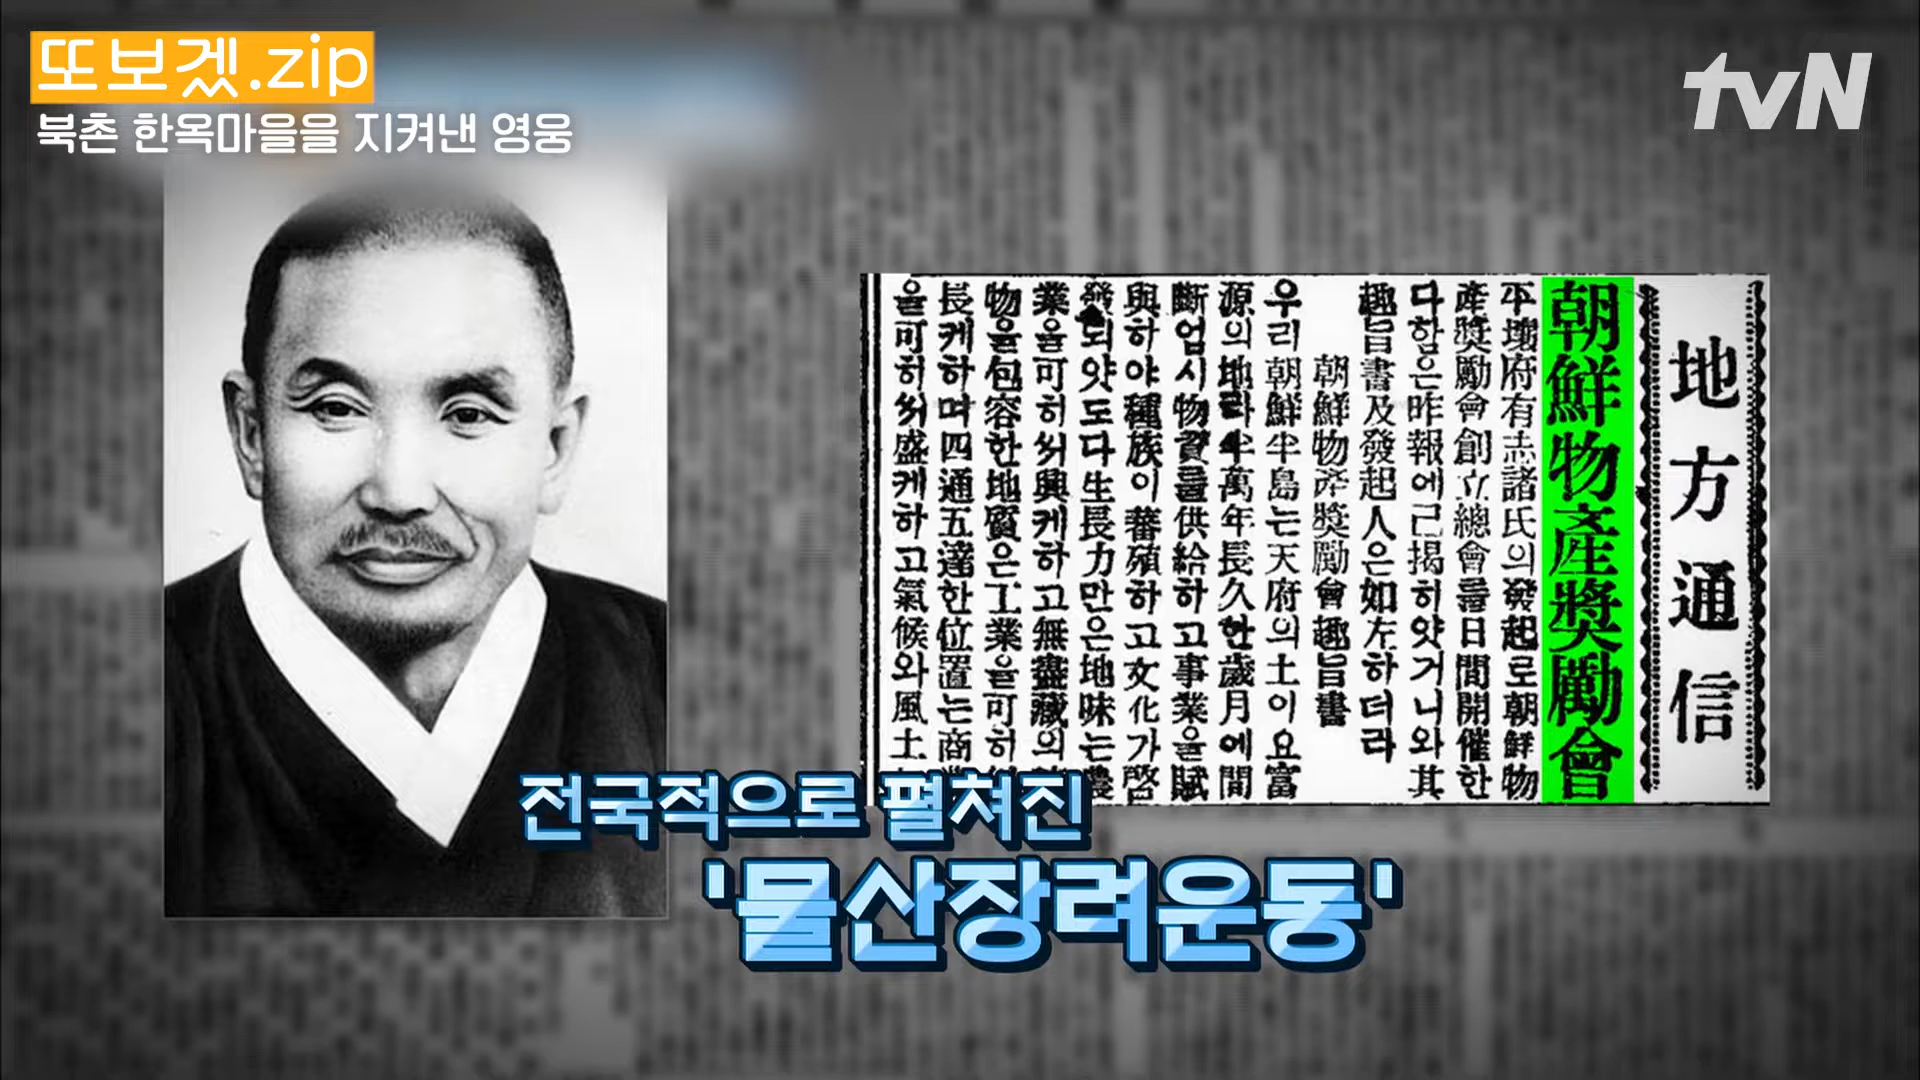 또보겠.zip
북촌 한옥마을을 지켜낸 영웅
tvN
地方通信
朝鮮物產奬勵會
平壤府有志諸氏의發起로朝鮮物
產奬勵會創立總會를日間開催한
다함은昨報에已揭히얏거니와其
趣旨書及發起人은如左하더라
朝鮮物產奬勵會趣旨書
우리朝鮮半島는天府의土이요富
源의地라半萬年長久한歲月에間
斷업시物資를供給하고事業을賦
與하야種族이蕃殖하고文化가啓
發되얏도다生長力만은地味는農
業을可히써興케하고無盡藏의
物을包容한地質은工業을可히
長케하며四通五達한位置는商
을可히써盛케하고氣候와風土
전국적으로 펼쳐진
'물산장려운동'